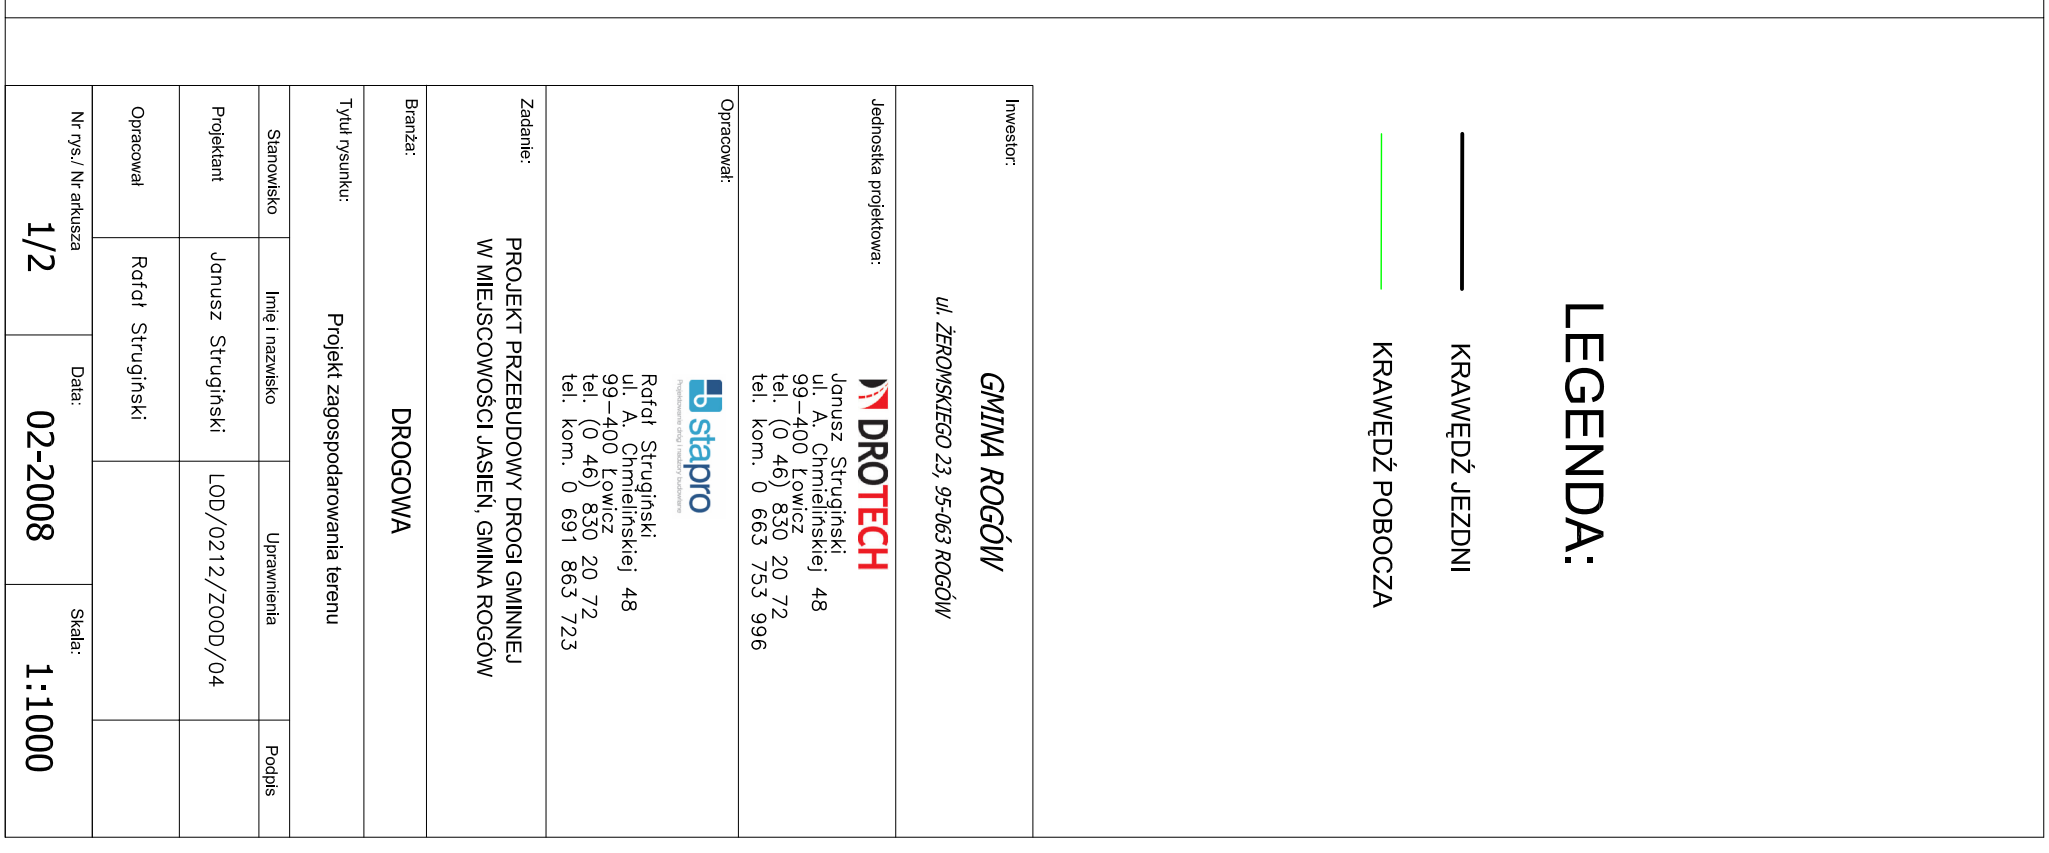 LEGENDA:
KRAWĘDŹ JEZDNI
KRAWĘDŹ POBOCZA
Inwestor:
GMINA ROGÓW
ul. ŻEROMSKIEGO 23, 95-063 ROGÓW
Jednostka projektowa:
DROTECH
Janusz Strugiński
ul. A. Chmielińskiej 48
99-400 Łowicz
tel. (0 46) 830 20 72
tel. kom. 0 663 753 996
Opracował:
stapro
Projektowanie dróg i nadzory budowlane
Rafał Strugiński
ul. A. Chmielińskiej 48
99-400 Łowicz
tel. (0 46) 830 20 72
tel. kom. 0 691 863 723
Zadanie:
PROJEKT PRZEBUDOWY DROGI GMINNEJ
W MIEJSCOWOŚCI JASIEŃ, GMINA ROGÓW
Branża:
DROGOWA
Tytuł rysunku:
Projekt zagospodarowania terenu
Stanowisko Imię i nazwisko Uprawnienia Podpis
Projektant Janusz Strugiński LOD/0212/ZOOD/04
Opracował Rafał Strugiński
Nr rys./ Nr arkusza Data: Skala:
1/2 02-2008 1:1000